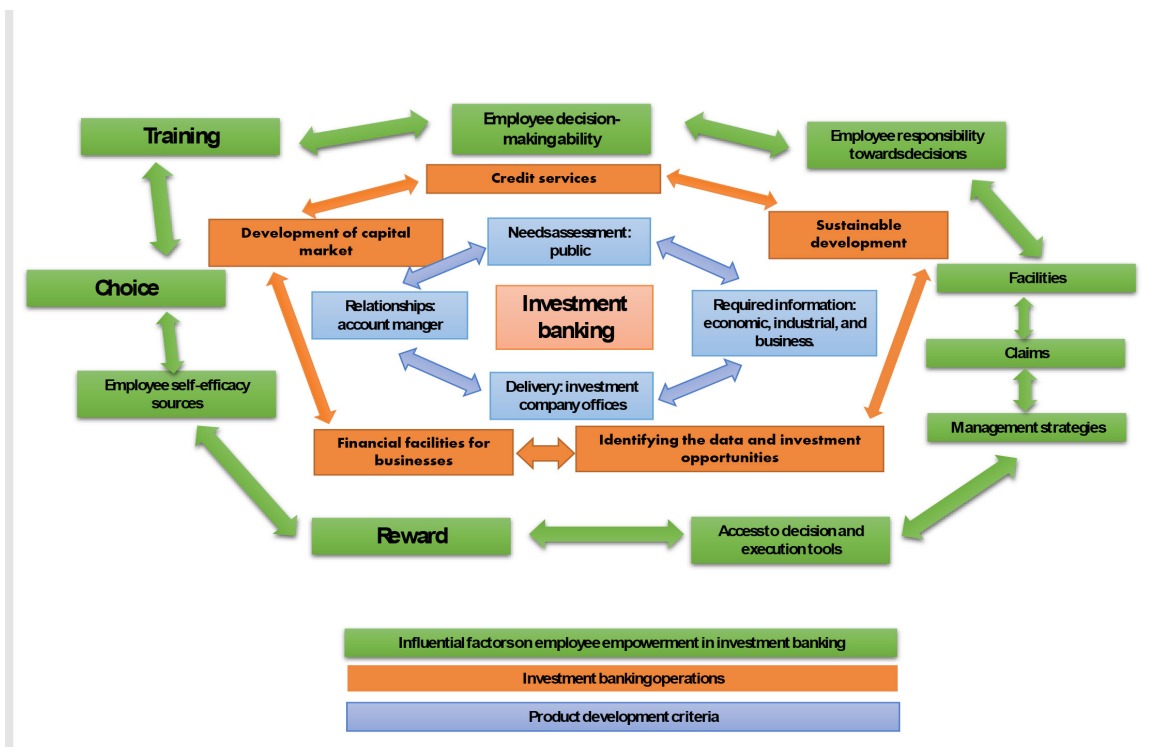 Training
Employee decision-
making ability
Employee responsibility
towards decisions
Credit services
Development of capital
market
Needs assessment:
public
Sustainable
development
Choice
Facilities
Relationships:
account manger
Investment
banking
Required information:
economic, industrial, and
business.
Claims
Employee self-efficacy
sources
Delivery: investment
company offices
Management strategies
Financial facilities for
businesses
Identifying the data and investment
opportunities
Reward
Access to decision and
execution tools
Influential factors on employee empowerment in investment banking
Investment banking operations
Product development criteria